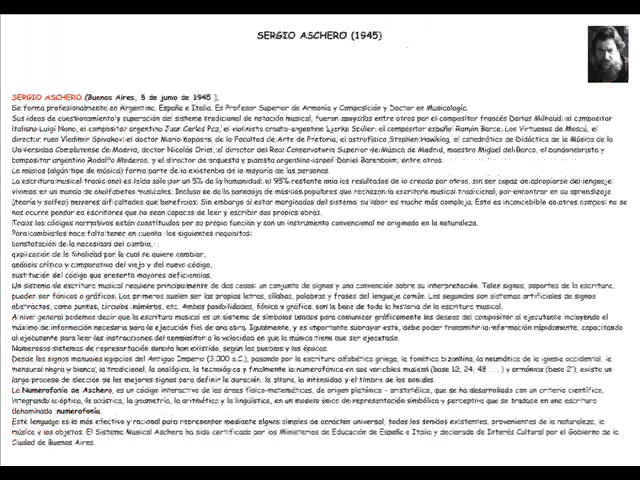 SERGIO ASCHERO (1945)
SERGIO ASCHERO (Buenos Aires, 5 de junio de 1945 ),
Se forma profesionalmente en Argentina, España e Italia. Es Profesor Superior de Armonía y Composición y Doctor en Musicología.
Sus ideas de cuestionamiento y superación del sistema tradicional de notación musical, fueron apoyadas entre otros por el compositor francés Darius Milhaud, el compositor
italiano Luigi Nono, el compositor argentino Juan Carlos Paz, el violinista croata-argentino Ljerko Spiller, el compositor español Ramón Barce, Los Virtuosos de Moscú, el
director ruso Vladimir Spivakov, el doctor Mario de la Facultad de Arte de Pretoria, el astrofísico Stephen Hawking, el catedrático de Didáctica de la Música de la
Universidad Complutense de Madrid, doctor Nicolás Oriol, el director del Real Conservatorio Superior de Música de Madrid, maestro Miguel del Barco, el bandoneonista y
compositor argentino Rodolfo Mederos, y el director de orquesta y pianista argentino-israelí Daniel Barenboim, entre otros.
La música (algún tipo de música) forma parte de la existencia de la mayoría de las personas.
La escritura musical tradicional es leída sólo por un 5% de la humanidad, el 95% restante ama los resultados de lo creado por otros, sin ser capaz de adoptarse del lenguaje:
vivimos en un mundo de analfabetos musicales. Incluso se da la paradoja de músicos populares que rechazan la escritura musical tradicional, por encontrar en su aprendizaje
(teoría y solfeo) mayores dificultades que beneficios. Sin embargo si están marginados del sistema, su labor es mucho más compleja. Esto es inconcebible en otros campos: no se
nos ocurre pensar en escritores que no sean capaces de leer y escribir sus propias obras.
Todos los códigos normativos están constituidos por su propia función y son un instrumento convencional no originado en la naturaleza.
Para cambiarlos hace falta tener en cuenta los siguientes requisitos:
constatación de la necesidad del cambio,
explicación de la finalidad por la cual se quiere cambiar,
análisis crítico y comparativo del viejo y del nuevo código,
sustitución del código que presenta mayores deficiencias.
Un sistema de escritura musical requiere principalmente de dos cosas: un conjunto de signos y una convención sobre su interpretación. Tales signos, soportes de la escritura,
pueden ser fónicos o gráficos. Los primeros suelen ser las propias letras, sílabas, palabras y frases del lenguaje común. Los segundos son sistemas artificiales de signos
abstractos, como puntos, círculos, números, etc. Ambas posibilidades, fónica y gráfica, son la base de toda la historia de la escritura musical.
A nivel general podemos decir que la escritura musical es un sistema de símbolos usados para comunicar gráficamente los deseos del compositor al ejecutante incluyendo el
máximo de información necesaria para la ejecución fiel de una obra. Igualmente, y es importante subrayar esto, debe poder transmitir la información rápidamente, capacitando
al ejecutante para leer las instrucciones del compositor a la velocidad en que la música tiene que ser ejecutada.
Numerosos sistemas de representación sonora han existido, según los pueblos y las épocas.
Desde los signos manuales egipcios del Antiguo Imperio (3.000 a.C.), pasando por la escritura alfabética griega, la fonética bizantina, la neumática de la iglesia occidental, la
mensural negra y blanca, la tradicional, la analógica, la tecnológica y finalmente la numerofónica en sus variables musical (base 12, 24, 48 . . .) y armónica (base 2), existe un
largo proceso de elección de los mejores signos para definir la duración, la altura, la intensidad y el timbre de los sonidos.
La Numerofonía de Aschero, es un código interactivo de las áreas físico-matemáticas, de origen platónico - aristotélica, que se ha desarrollado con un criterio científico,
integrando la óptica, la acústica, la geometría, la aritmética y la lingüística, en un modelo único de representación simbólica y perceptiva que se traduce en una escritura
denominada numerofonía.
Este lenguaje es lo más efectivo y racional para representar mediante algunos simples de carácter universal, todos los sonidos existentes, provenientes de la naturaleza, la
música y los objetos. El Sistema Musical Aschero ha sido certificado por los Ministerios de Educación de España e Italia y declarado de Interés Cultural por el Gobierno de la
Ciudad de Buenos Aires.